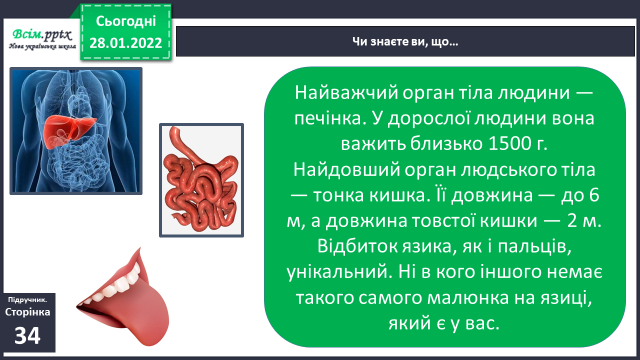 Всім.pptx
Нова українська школа
Сьогодні
28.01.2022
Чи знаєте ви, що…
Найважчий орган тіла людини —
печінка. У дорослої людини вона
важить близько 1500 г.
Найдовший орган людського тіла
— тонка кишка. Її довжина — до 6
м, а довжина товстої кишки — 2 м.
Відбиток язика, як і пальців,
унікальний. Ні в кого іншого немає
такого самого малюнка на язиці,
який є у вас.
Підручник.
Сторінка
34